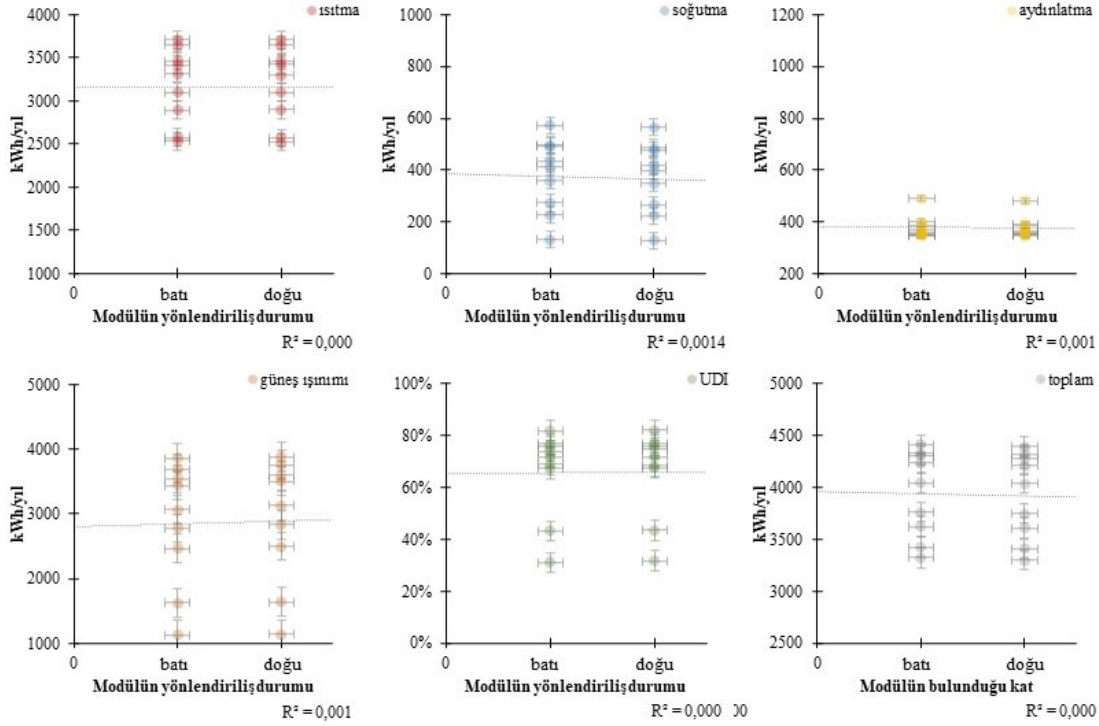 ısıtma
4000
3500
3000
2500
2000
1500
1000
kWh/yıl
0
batı
doğu
Modülün yönlendiriliş durumu
R² = 0,000
soğutma
1000
800
600
400
200
0
kWh/yıl
0
batı
doğu
Modülün yönlendiriliş durumu
R² = 0,0014
aydınlatma
1200
1000
800
600
400
200
kWh/yıl
0
batı
doğu
Modülün yönlendiriliş durumu
R² = 0,001
güneş ışınımı
5000
4000
3000
2000
1000
kWh/yıl
0
batı
doğu
Modülün yönlendiriliş durumu
R² = 0,001
UDI
100%
80%
60%
40%
20%
0%
0
batı
doğu
Modülün yönlendiriliş durumu
R² = 0,000 00
toplam
5000
4500
4000
3500
3000
2500
kWh/yıl
0
batı
doğu
Modülün bulunduğu kat
R² = 0,000